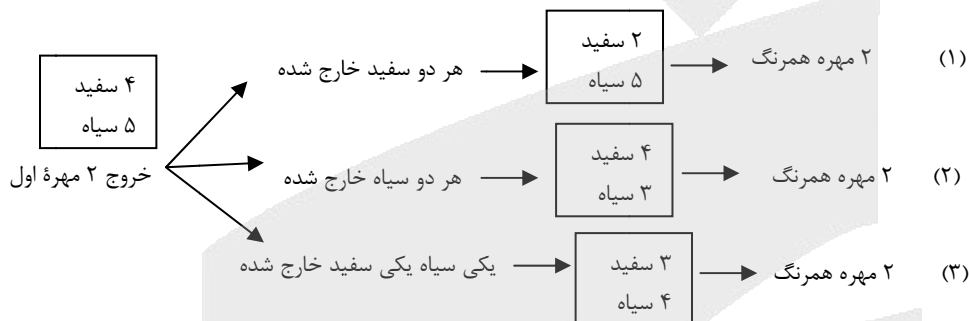 ۴ سفید
۵ سیاه
خروج ۲ مهرۀ اول
هر دو سفید خارج شده
۲ سفید
۵ سیاه
۲ مهره همرنگ
(۱)
هر دو سیاه خارج شده
۴ سفید
۳ سیاه
۲ مهره همرنگ
(۲)
یکی سیاه یکی سفید خارج شده
۳ سفید
۴ سیاه
۲ مهره همرنگ
(۳)